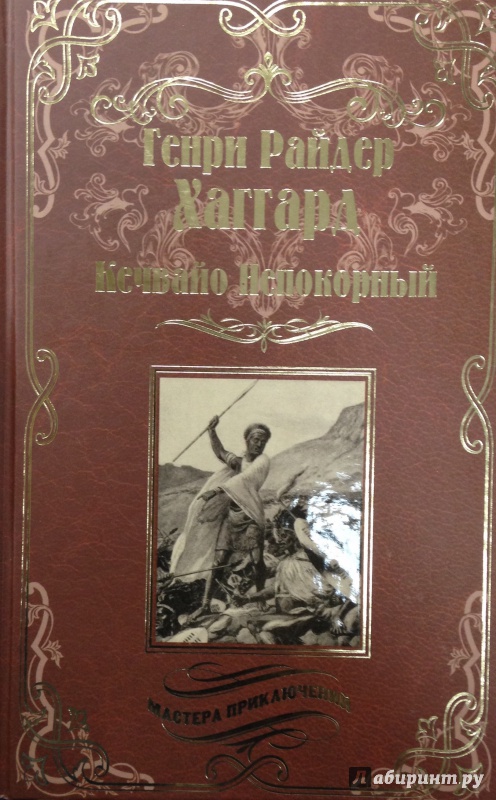 Генри Райдер
Хаггард
Кечвайо Непокорный
МАСТЕРА ПРИКЛЮЧЕНИЙ
Лабиринт.ру